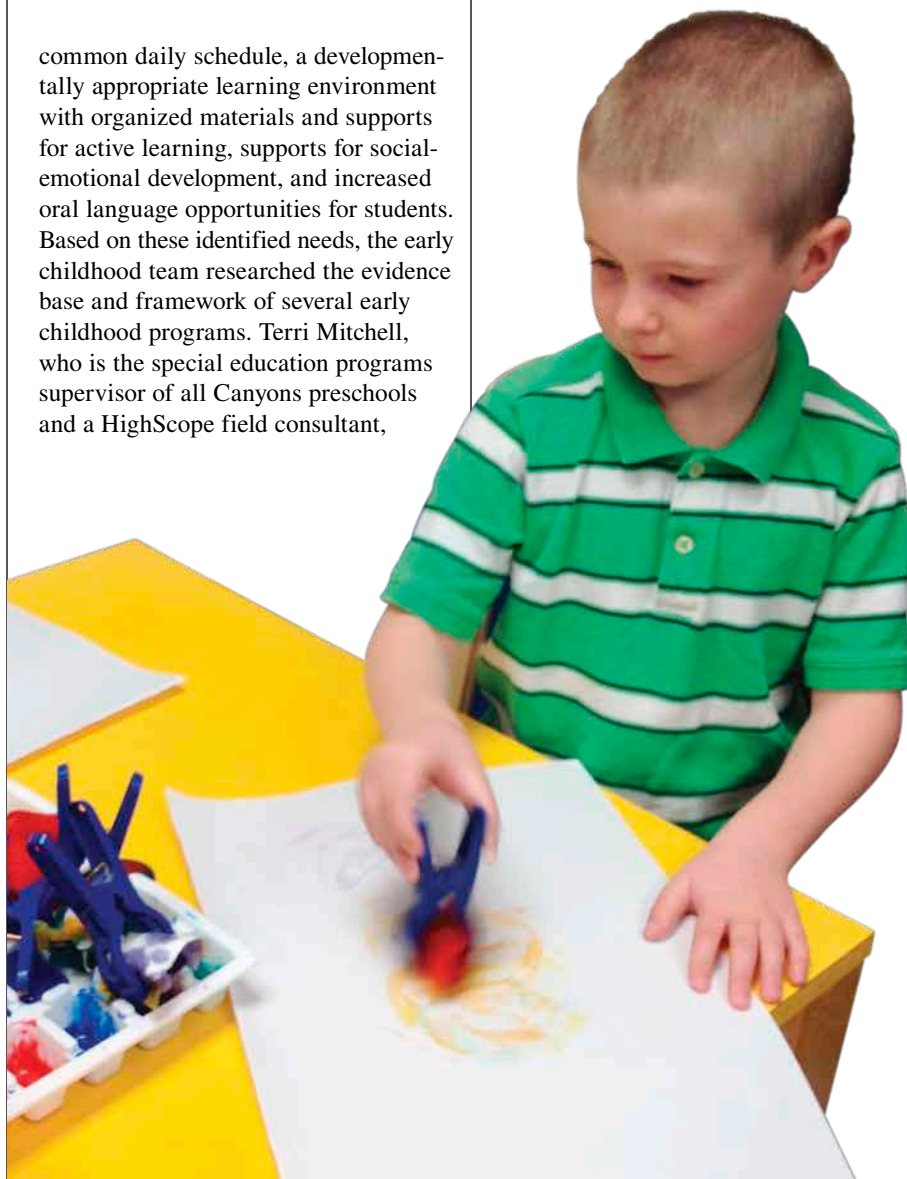 common daily schedule, a developmen-
tally appropriate learning environment
with organized materials and supports
for active learning, supports for social-
emotional development, and increased
oral language opportunities for students.
Based on these identified needs, the early
childhood team researched the evidence
base and framework of several early
childhood programs. Terri Mitchell,
who is the special education programs
supervisor of all Canyons preschools
and a HighScope field consultant,